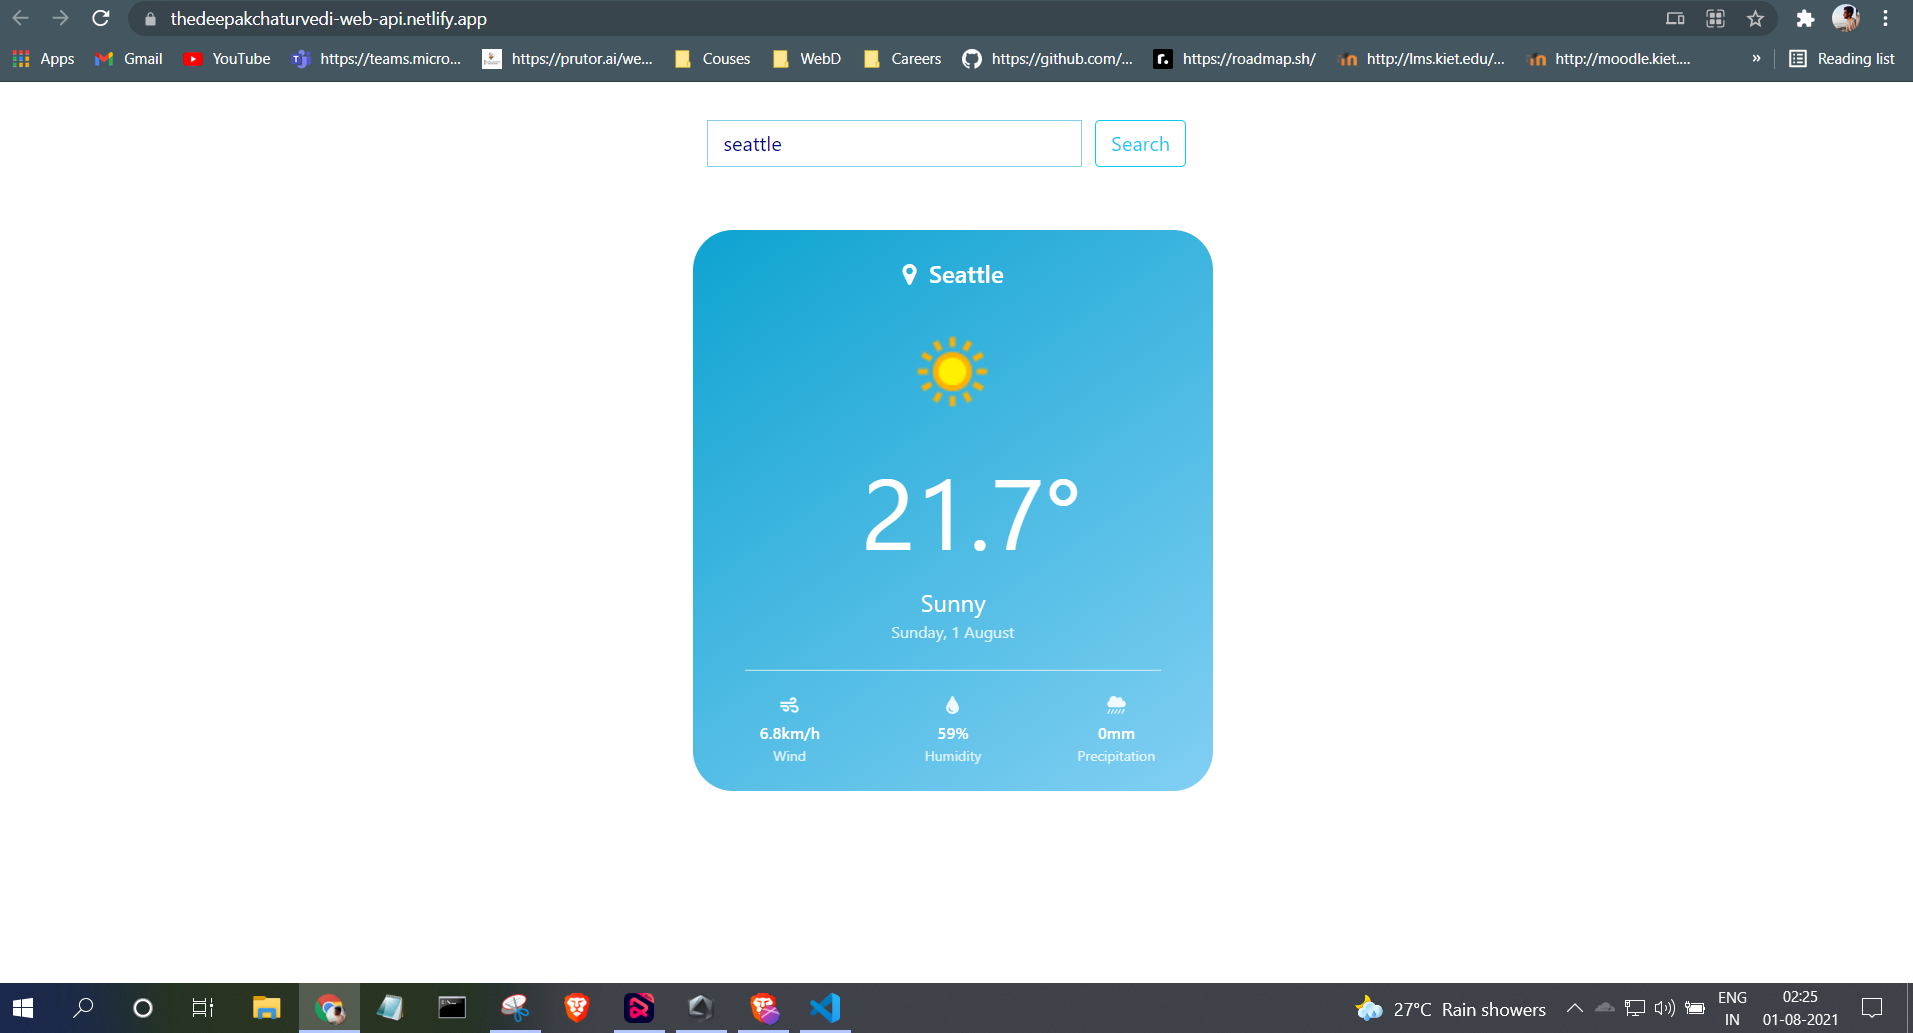 thedeepakchaturvedi-web-api.netlify.app
Apps Gmail YouTube https://teams.micro... https://prutor.ai/we... Couses WebD Careers https://github.com/... https://roadmap.sh/ http://lms.kiet.edu/... http://moodle.kiet.... » Reading list
seattle Search
Seattle
21.7°
Sunny
Sunday, 1 August
6.8km/h 59% 0mm
Wind Humidity Precipitation
27°C Rain showers ENG 02:25
IN 01-08-2021